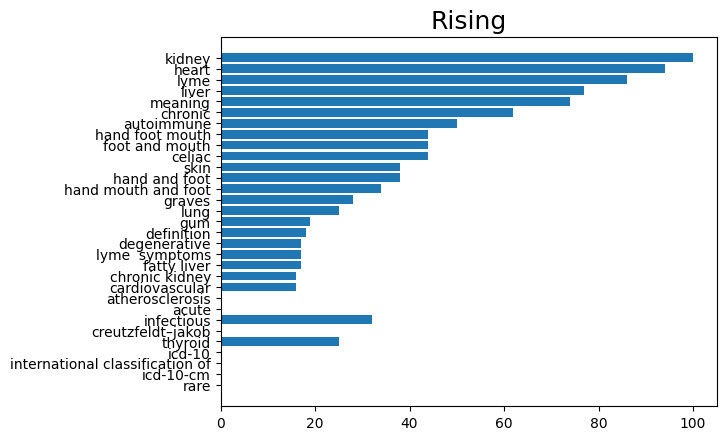 Rising
kidney
heart
lyme
liver
meaning
chronic
autoimmune
hand foot mouth
foot and mouth
celiac
skin
hand and foot
hand mouth and foot
graves
lung
gum
definition
degenerative
lyme  symptoms
fatty liver
chronic kidney
cardiovascular
atherosclerosis
acute
infectious
creutzfeldt–jakob
thyroid
icd-10
international classification of
icd-10-cm
rare
0 20 40 60 80 100